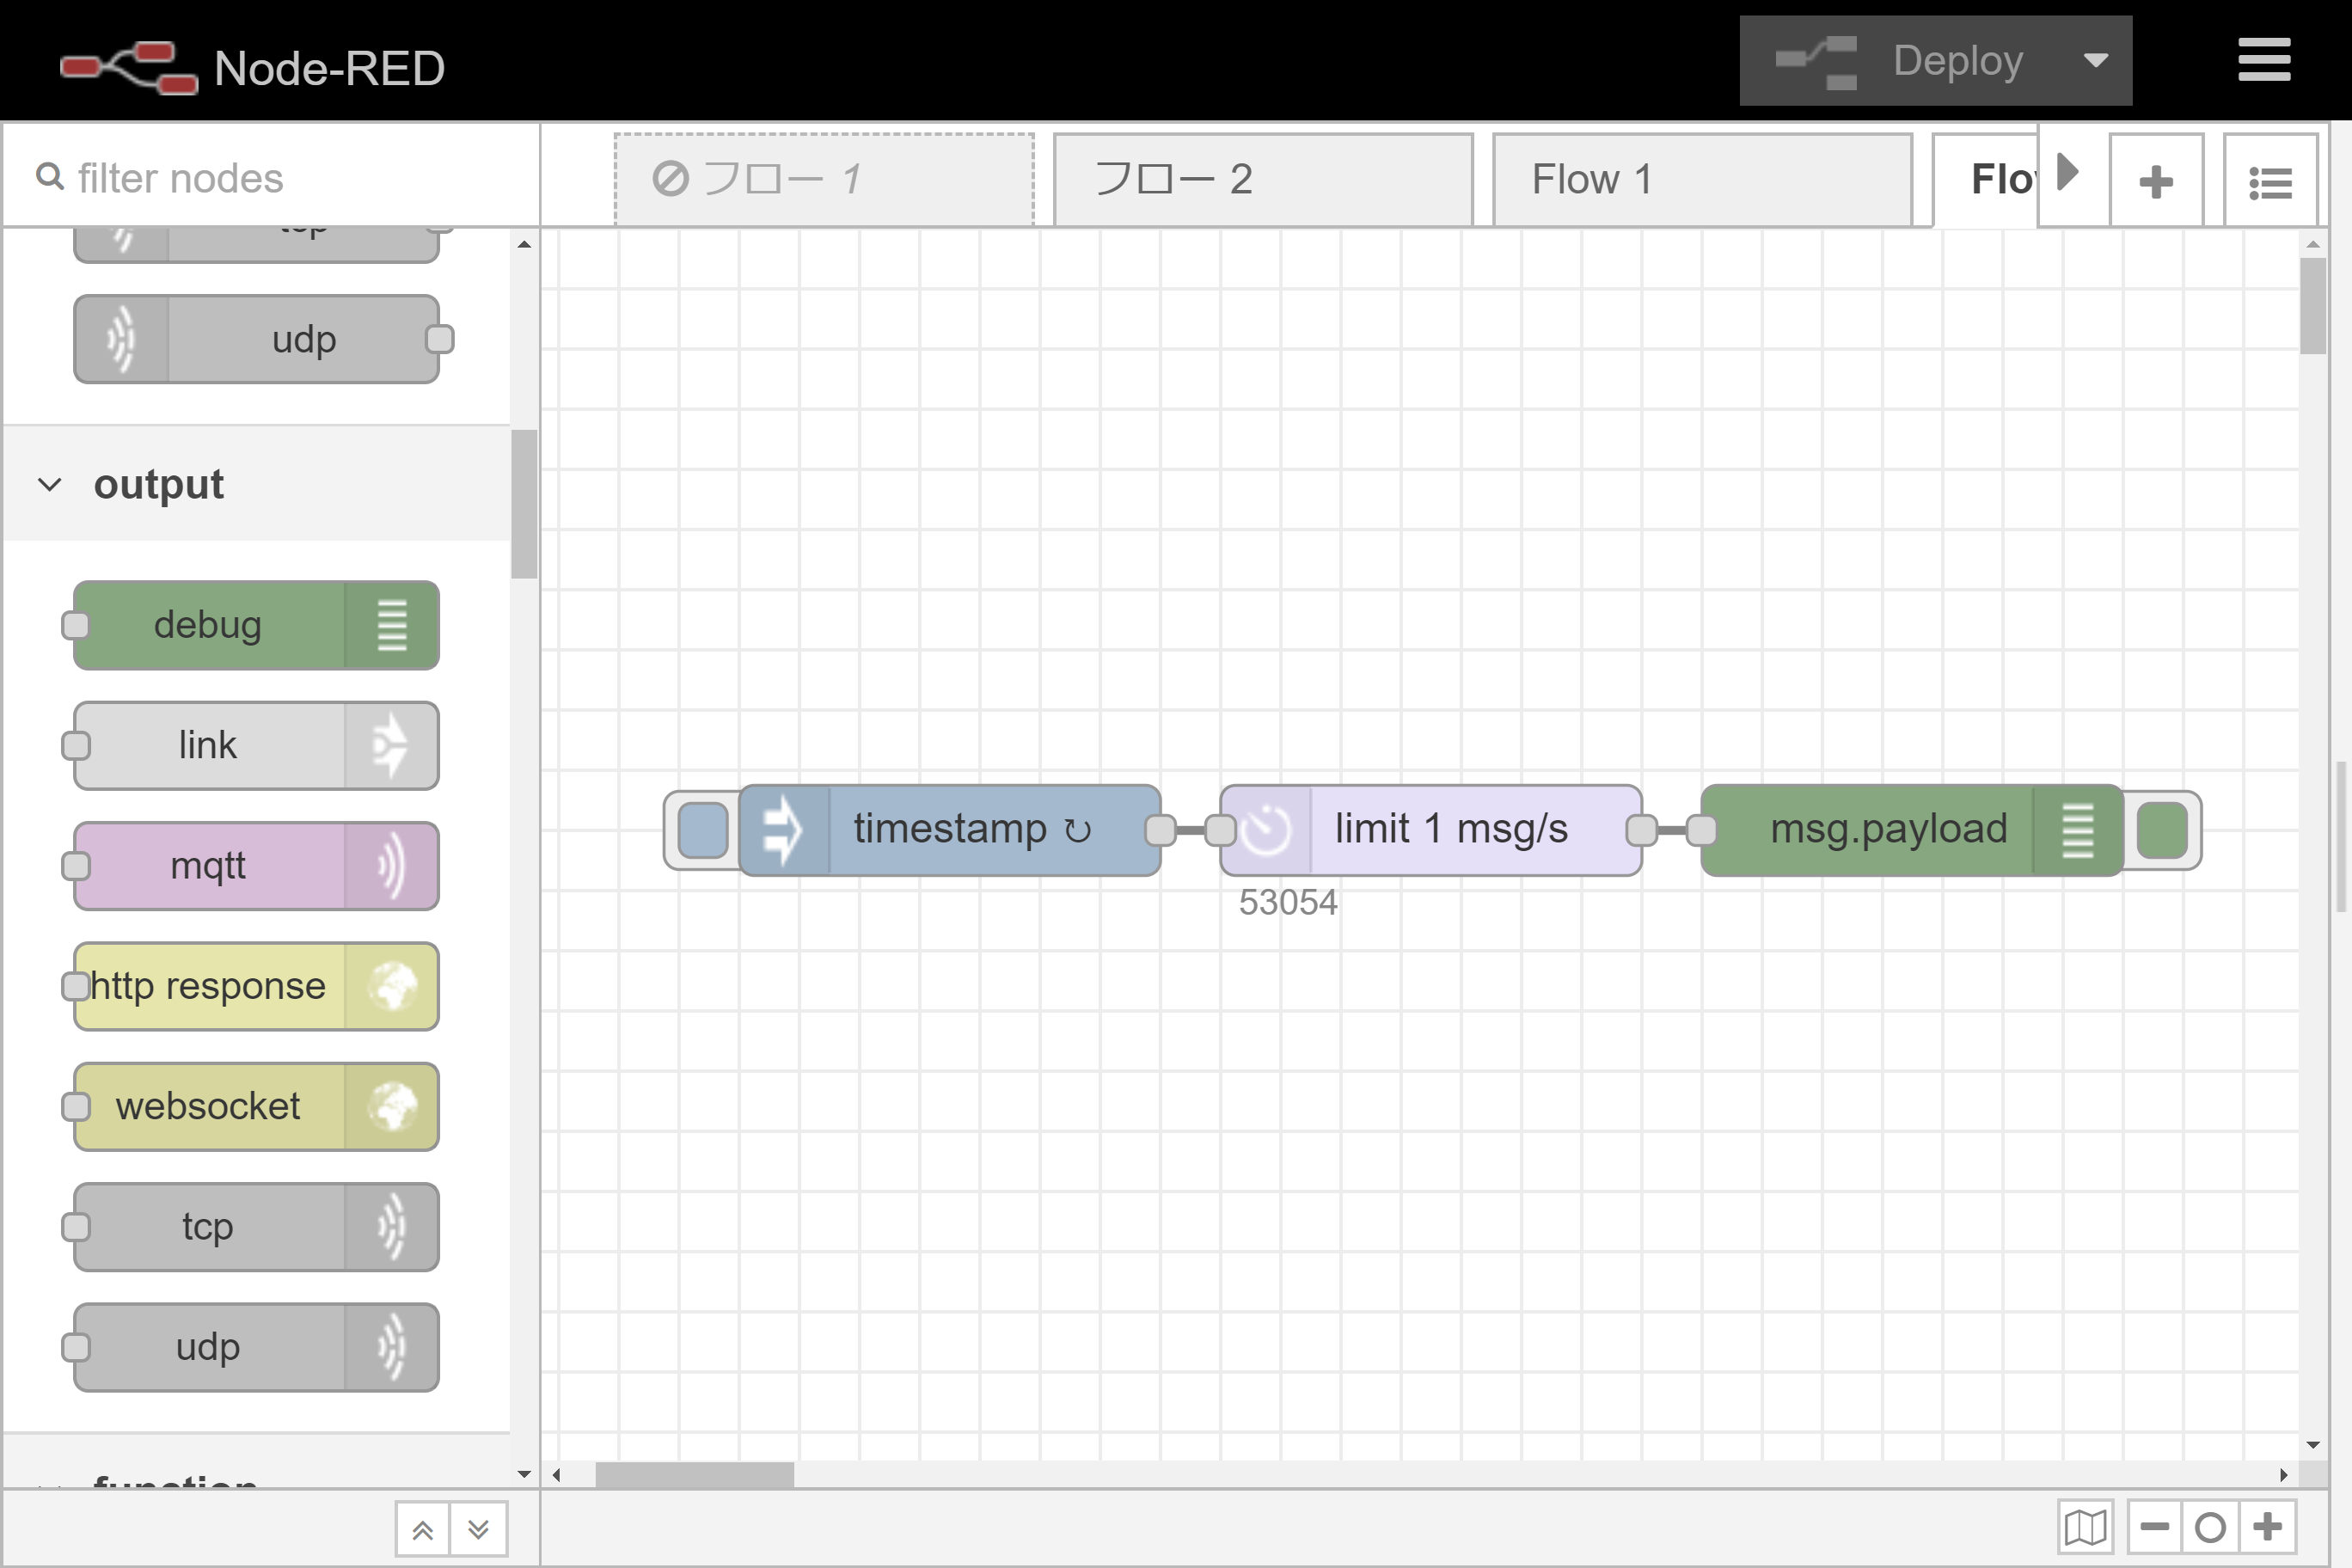 Node-RED
Deploy
filter nodes
フロー 1
フロー 2
Flow 1
udp
output
debug
link
mqtt
http response
websocket
tcp
udp
function
timestamp ↻
limit 1 msg/s
msg.payload
53054